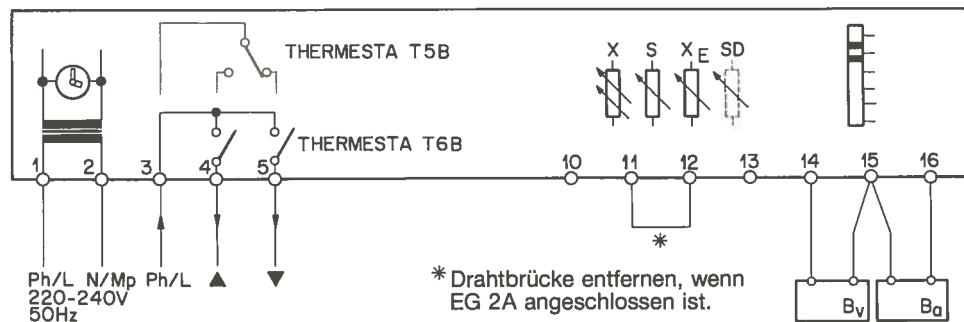 THERMESTA T5B
THERMESTA T6B
X S XE SD
1 2 3 4 5 10 11 12 13 14 15 16
*
Ph/L N/Mp Ph/L ▲ ▼
220-240V
50Hz
* Drahtbrücke entfernen, wenn
EG 2A angeschlossen ist.
Bv Ba